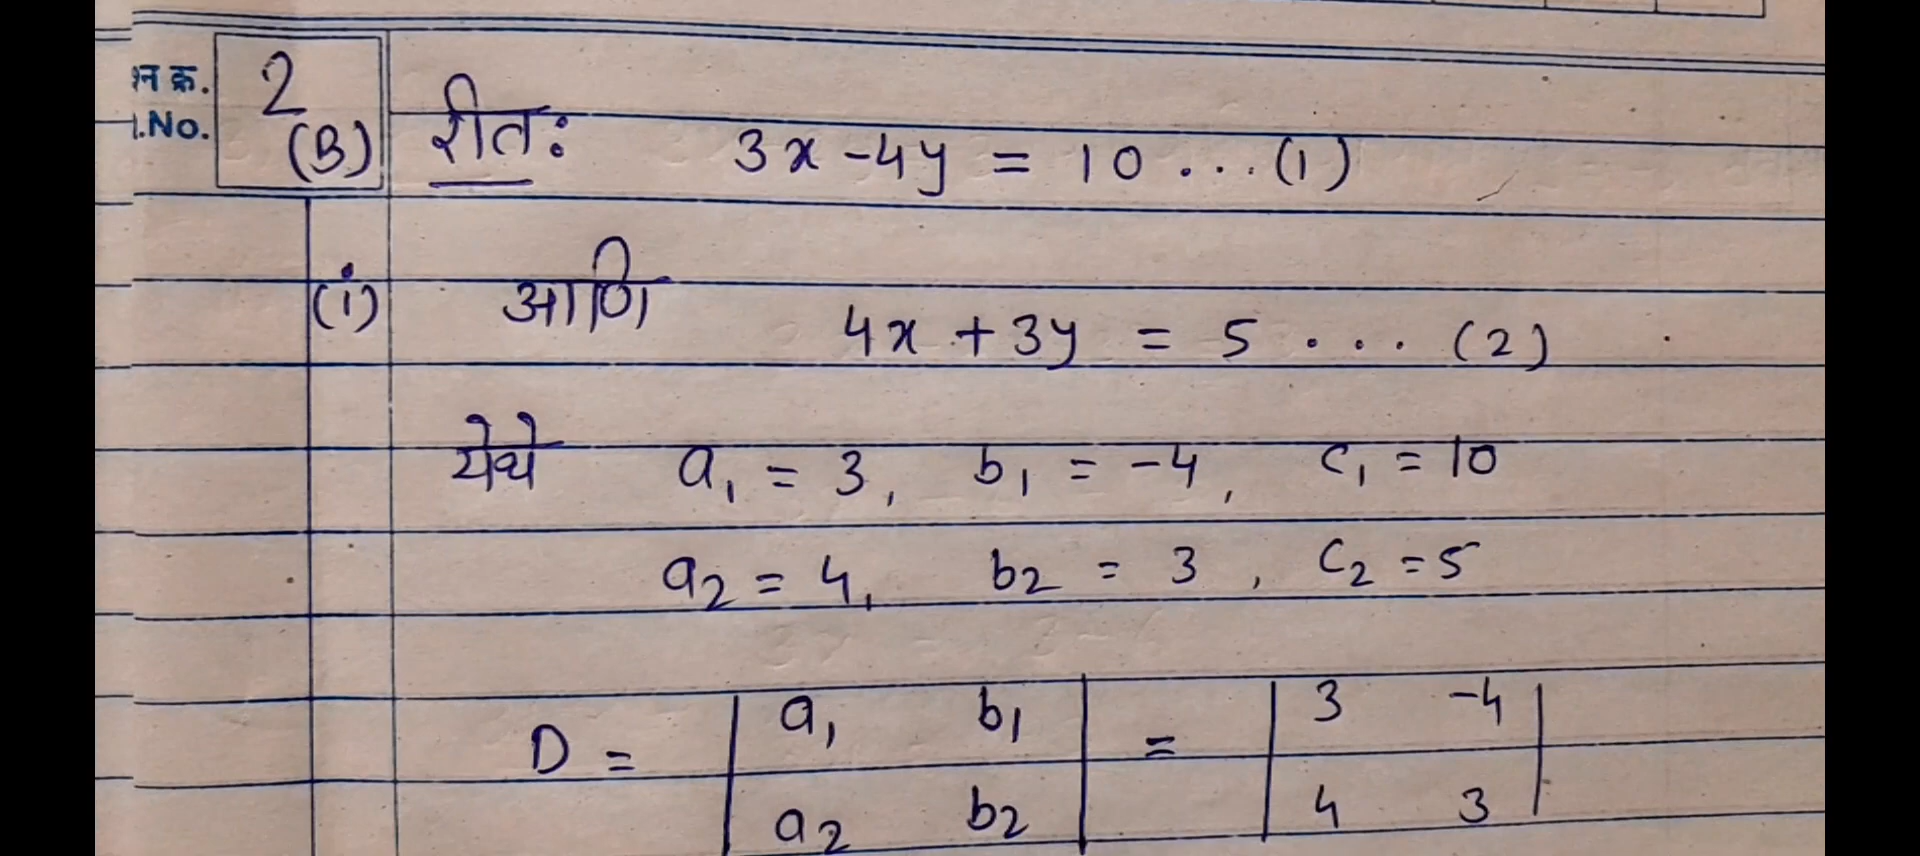 न क्र.
.No.
2
(B)
रीत: 3x - 4y = 10 ... (1)
(i) आणि 4x + 3y = 5 ... (2)
येथे a₁ = 3, b₁ = -4, c₁ = 10
a₂ = 4, b₂ = 3, c₂ = 5
D = | a₁ b₁ | = | 3 -4 |
| a₂ b₂ | | 4 3 |